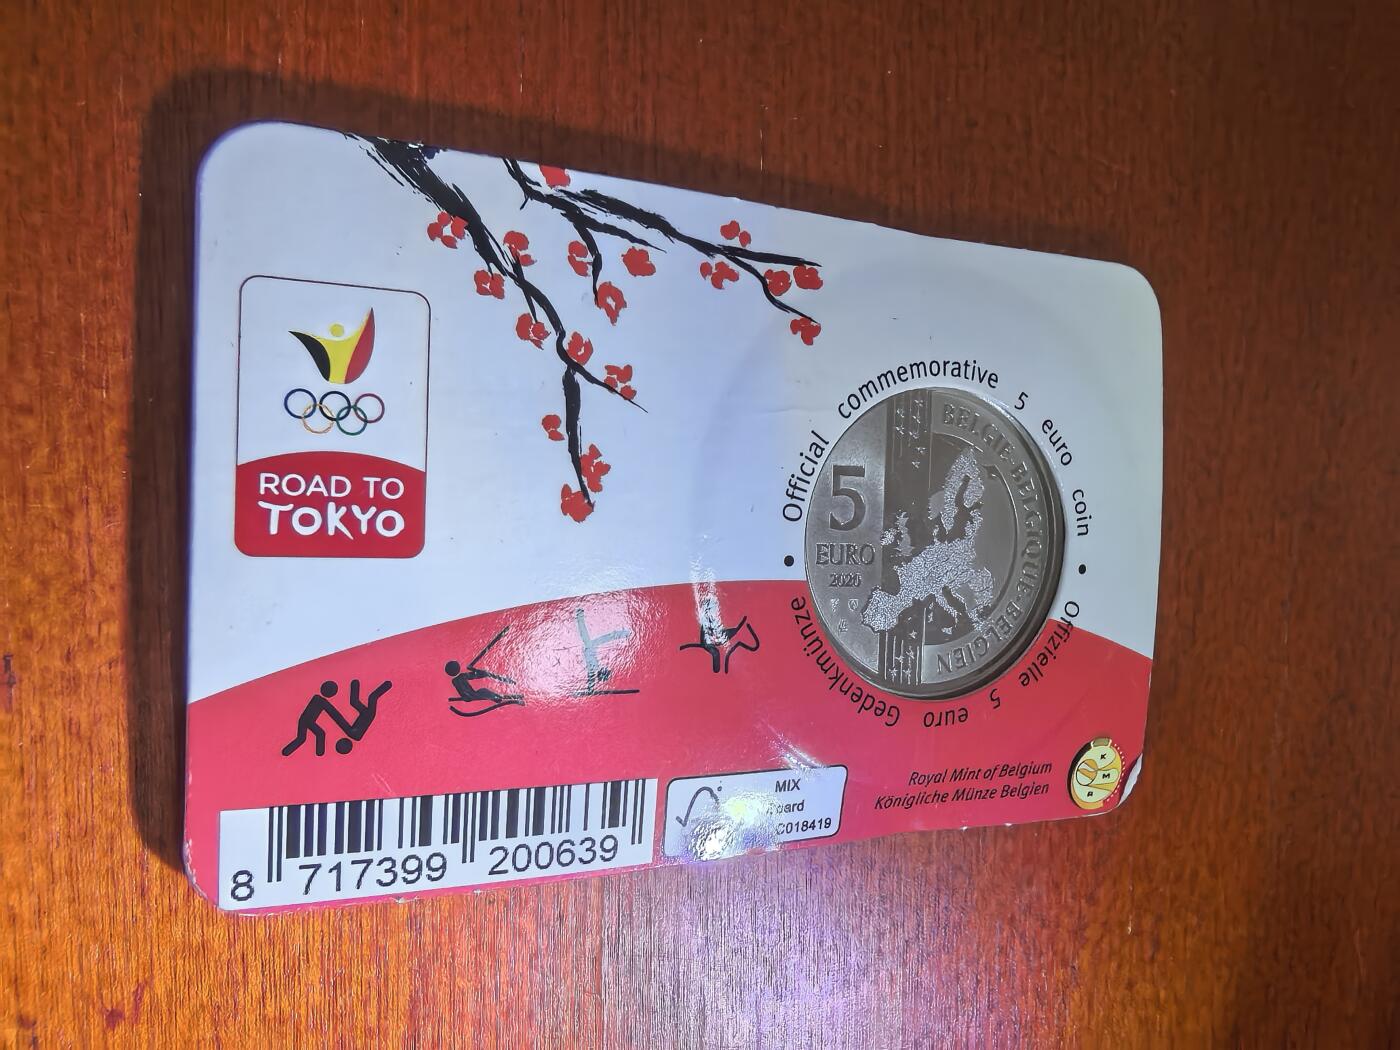 ROAD TO
TOKYO
Official commemorative 5 euro coin
Offizielle 5 euro Gedenkmünze
BELGIE-BELGIQUE-BELGIEN
5
EURO
2020
MIX
C018419
Royal Mint of Belgium
Königliche Münze Belgien
K
M
A
8 717399 200639